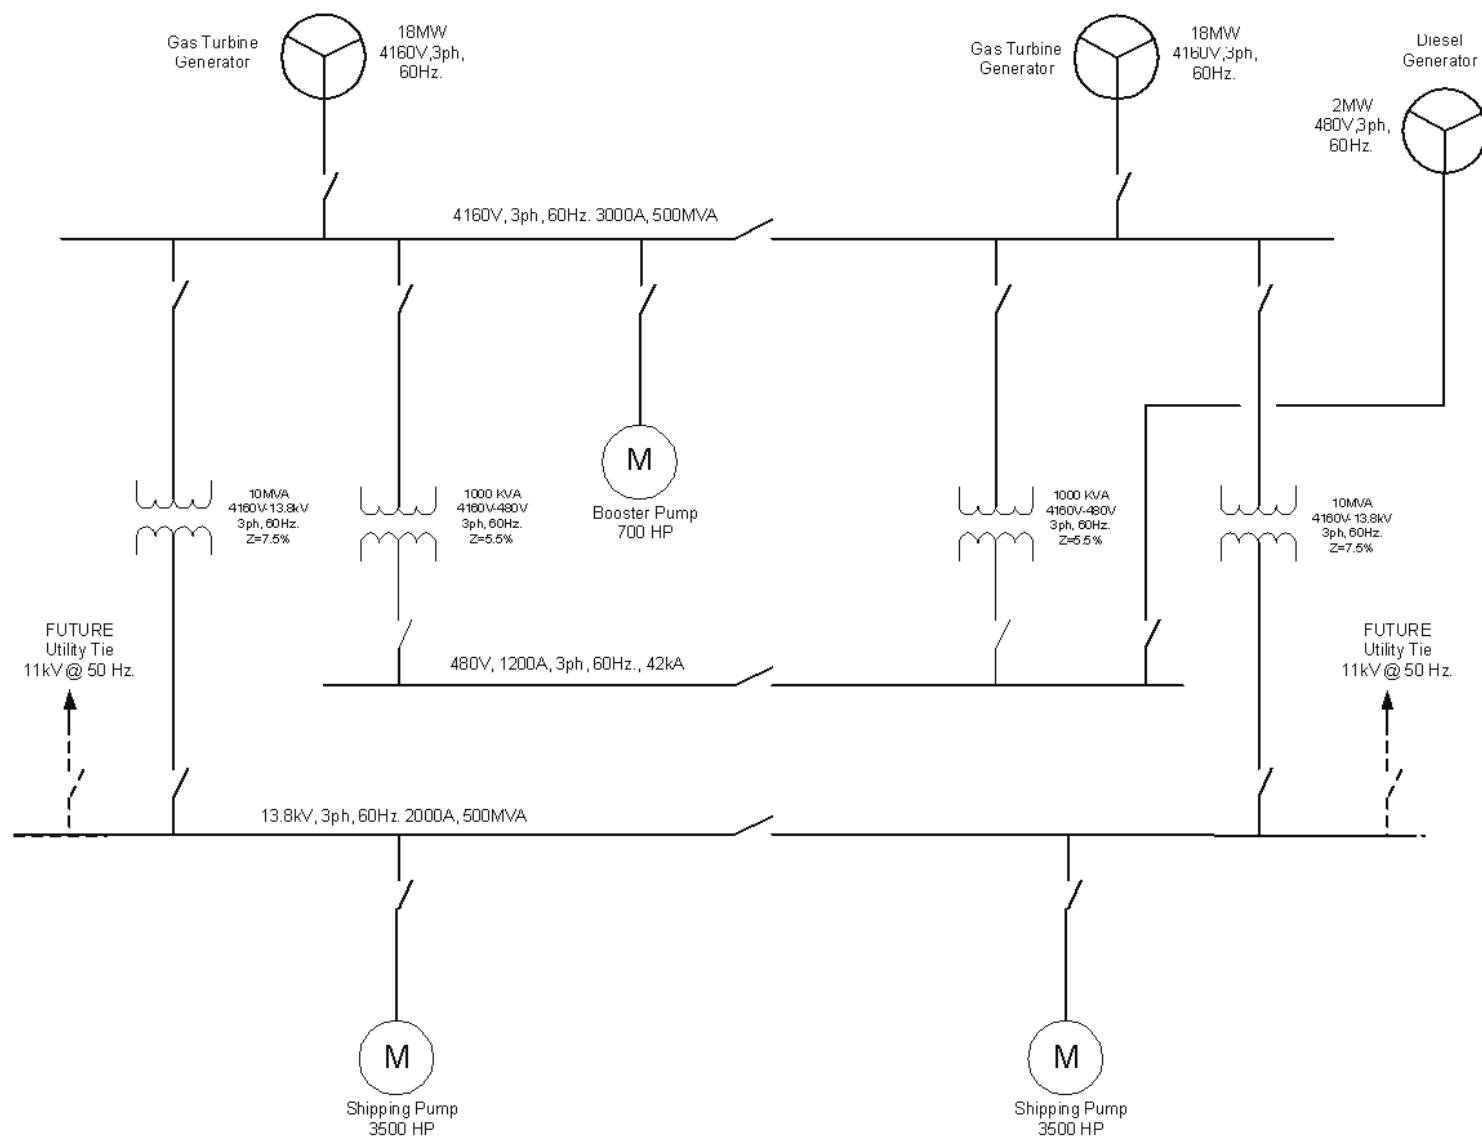 Gas Turbine
Generator
18MW
4160V,3ph,
60Hz.
Gas Turbine
Generator
18MW
4160V,3ph,
60Hz.
Diesel
Generator
2MW
480V,3ph,
60Hz.
4160V, 3ph, 60Hz. 3000A, 500MVA
M
Booster Pump
700 HP
10MVA
4160V-13.8kV
3ph, 60Hz.
Z=7.5%
1000 KVA
4160V-480V
3ph, 60Hz.
Z=5.5%
1000 KVA
4160V-480V
3ph, 60Hz.
Z=5.5%
10MVA
4160V-13.8kV
3ph, 60Hz.
Z=7.5%
FUTURE
Utility Tie
11kV @ 50 Hz.
480V, 1200A, 3ph, 60Hz., 42kA
FUTURE
Utility Tie
11kV @ 50 Hz.
13.8kV, 3ph, 60Hz. 2000A, 500MVA
M
Shipping Pump
3500 HP
M
Shipping Pump
3500 HP